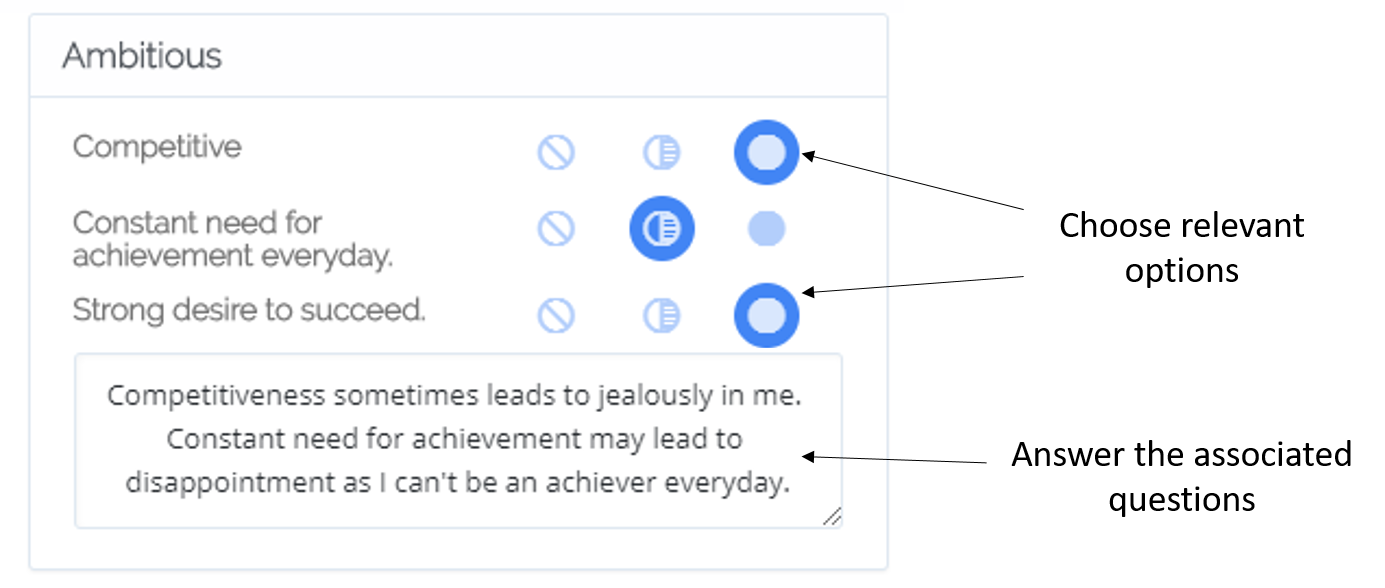 Ambitious
Competitive
Constant need for
achievement everyday.
Strong desire to succeed.
Competitiveness sometimes leads to jealously in me.
Constant need for achievement may lead to
disappointment as I can't be an achiever everyday.
Choose relevant
options
Answer the associated
questions